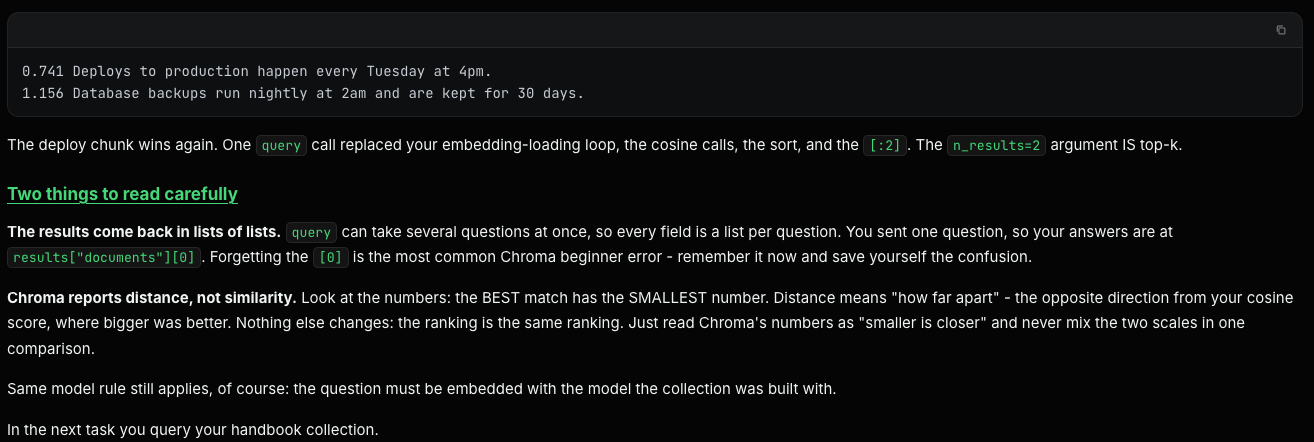 0.741 Deploys to production happen every Tuesday at 4pm.
1.156 Database backups run nightly at 2am and are kept for 30 days.
The deploy chunk wins again. One query call replaced your embedding-loading loop, the cosine calls, the sort, and the [:2]. The n_results=2 argument IS top-k.
Two things to read carefully
The results come back in lists of lists. query can take several questions at once, so every field is a list per question. You sent one question, so your answers are at
results["documents"][0]. Forgetting the [0] is the most common Chroma beginner error - remember it now and save yourself the confusion.
Chroma reports distance, not similarity. Look at the numbers: the BEST match has the SMALLEST number. Distance means "how far apart" - the opposite direction from your cosine
score, where bigger was better. Nothing else changes: the ranking is the same ranking. Just read Chroma's numbers as "smaller is closer" and never mix the two scales in one
comparison.
Same model rule still applies, of course: the question must be embedded with the model the collection was built with.
In the next task you query your handbook collection.